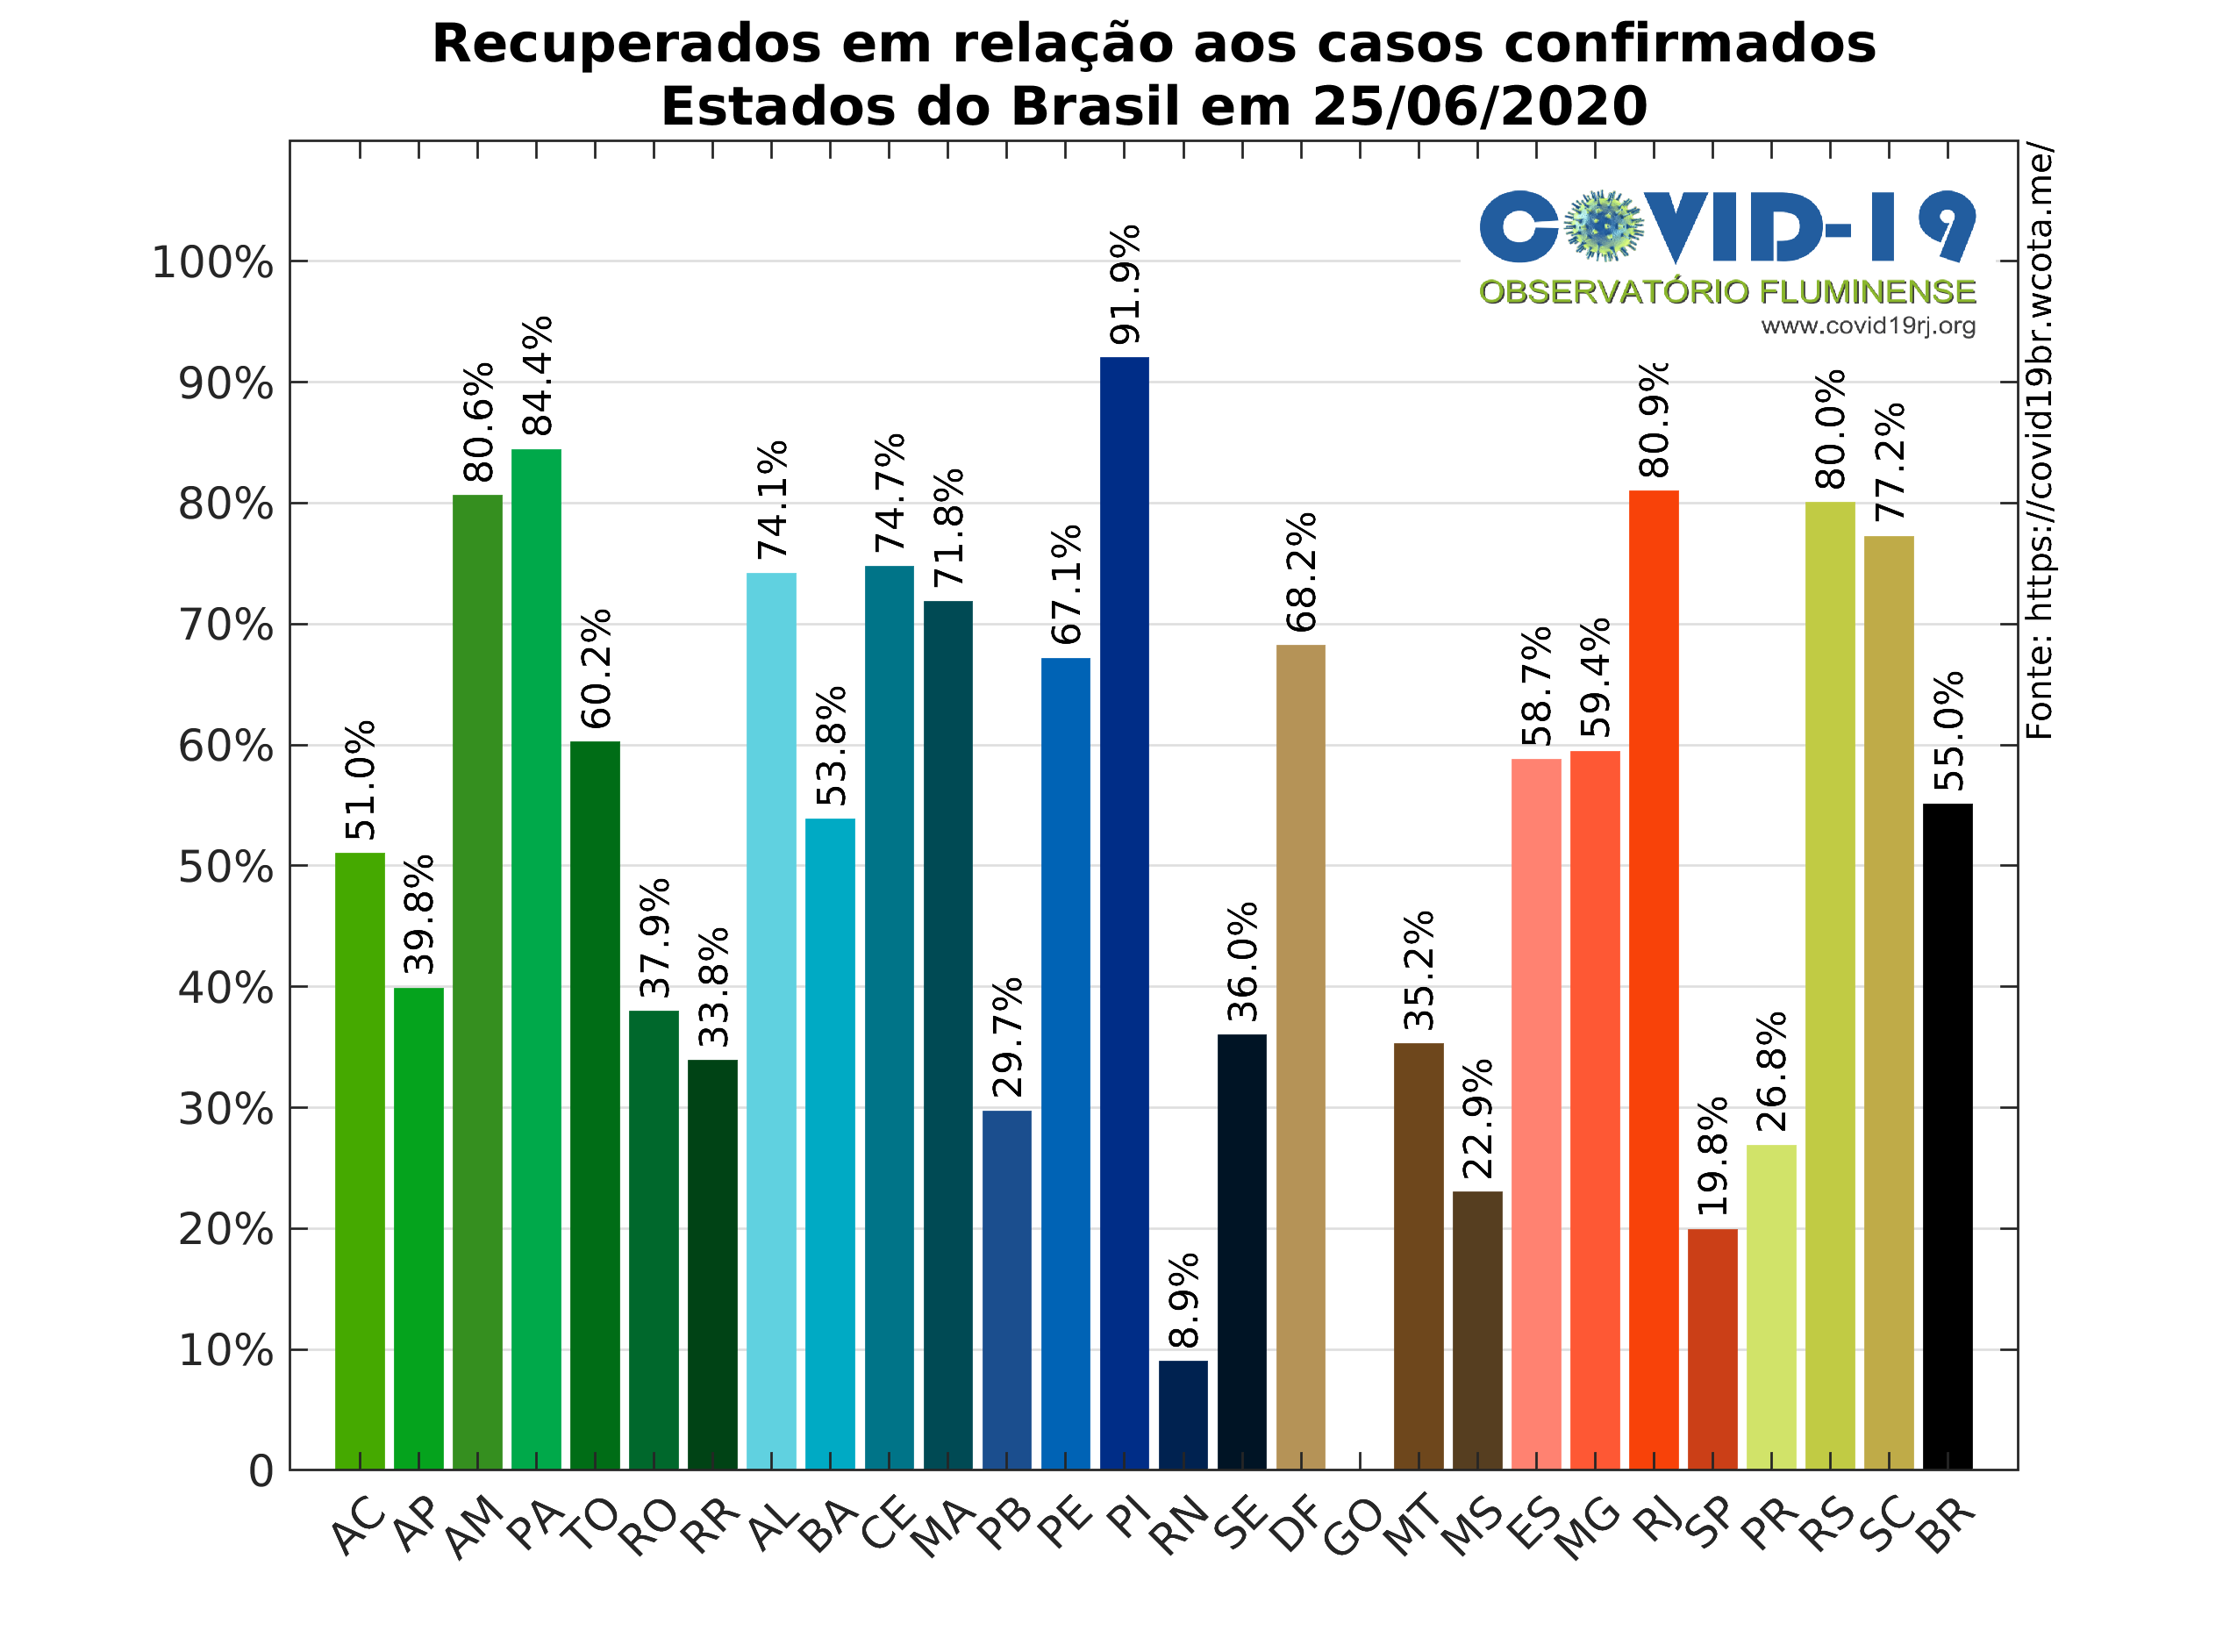 Recuperados em relação aos casos confirmados
Estados do Brasil em 25/06/2020
COVID-19
OBSERVATÓRIO FLUMINENSE
www.covid19rj.org
Fonte: https://covid19br.wcota.me/
100%
90%
80%
70%
60%
50%
40%
30%
20%
10%
0
51.0%
39.8%
80.6%
84.4%
60.2%
37.9%
33.8%
74.1%
53.8%
74.7%
71.8%
29.7%
67.1%
91.9%
8.9%
36.0%
68.2%
35.2%
22.9%
58.7%
59.4%
80.9%
19.8%
26.8%
80.0%
77.2%
55.0%
AC
AP
AM
PA
TO
RO
RR
AL
BA
CE
MA
PB
PE
PI
RN
SE
DF
GO
MT
MS
ES
MG
RJ
SP
PR
RS
SC
BR